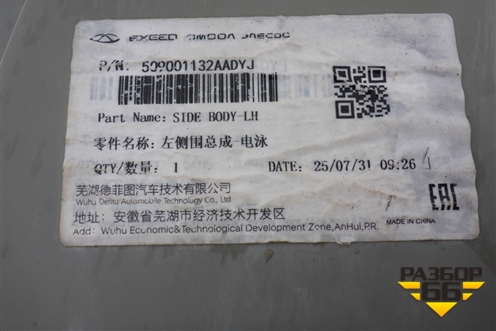 EXEED OMODA JAECOO
P/N: 509001132AADYJ
Part Name: SIDE BODY-LH
零件名称: 左侧围总成-电泳
QTY/数量: 1 DATE: 25/07/31 09:26
芜湖德菲图汽车技术有限公司
Wuhu Deifitu Automobile Technology Co., Ltd
地址: 安徽省芜湖市经济技术开发区
Add: Wuhu Economic&Technological Development Zone,AnHui,P.R.
EAC
MADE IN CHINA
РАЗБОР
66